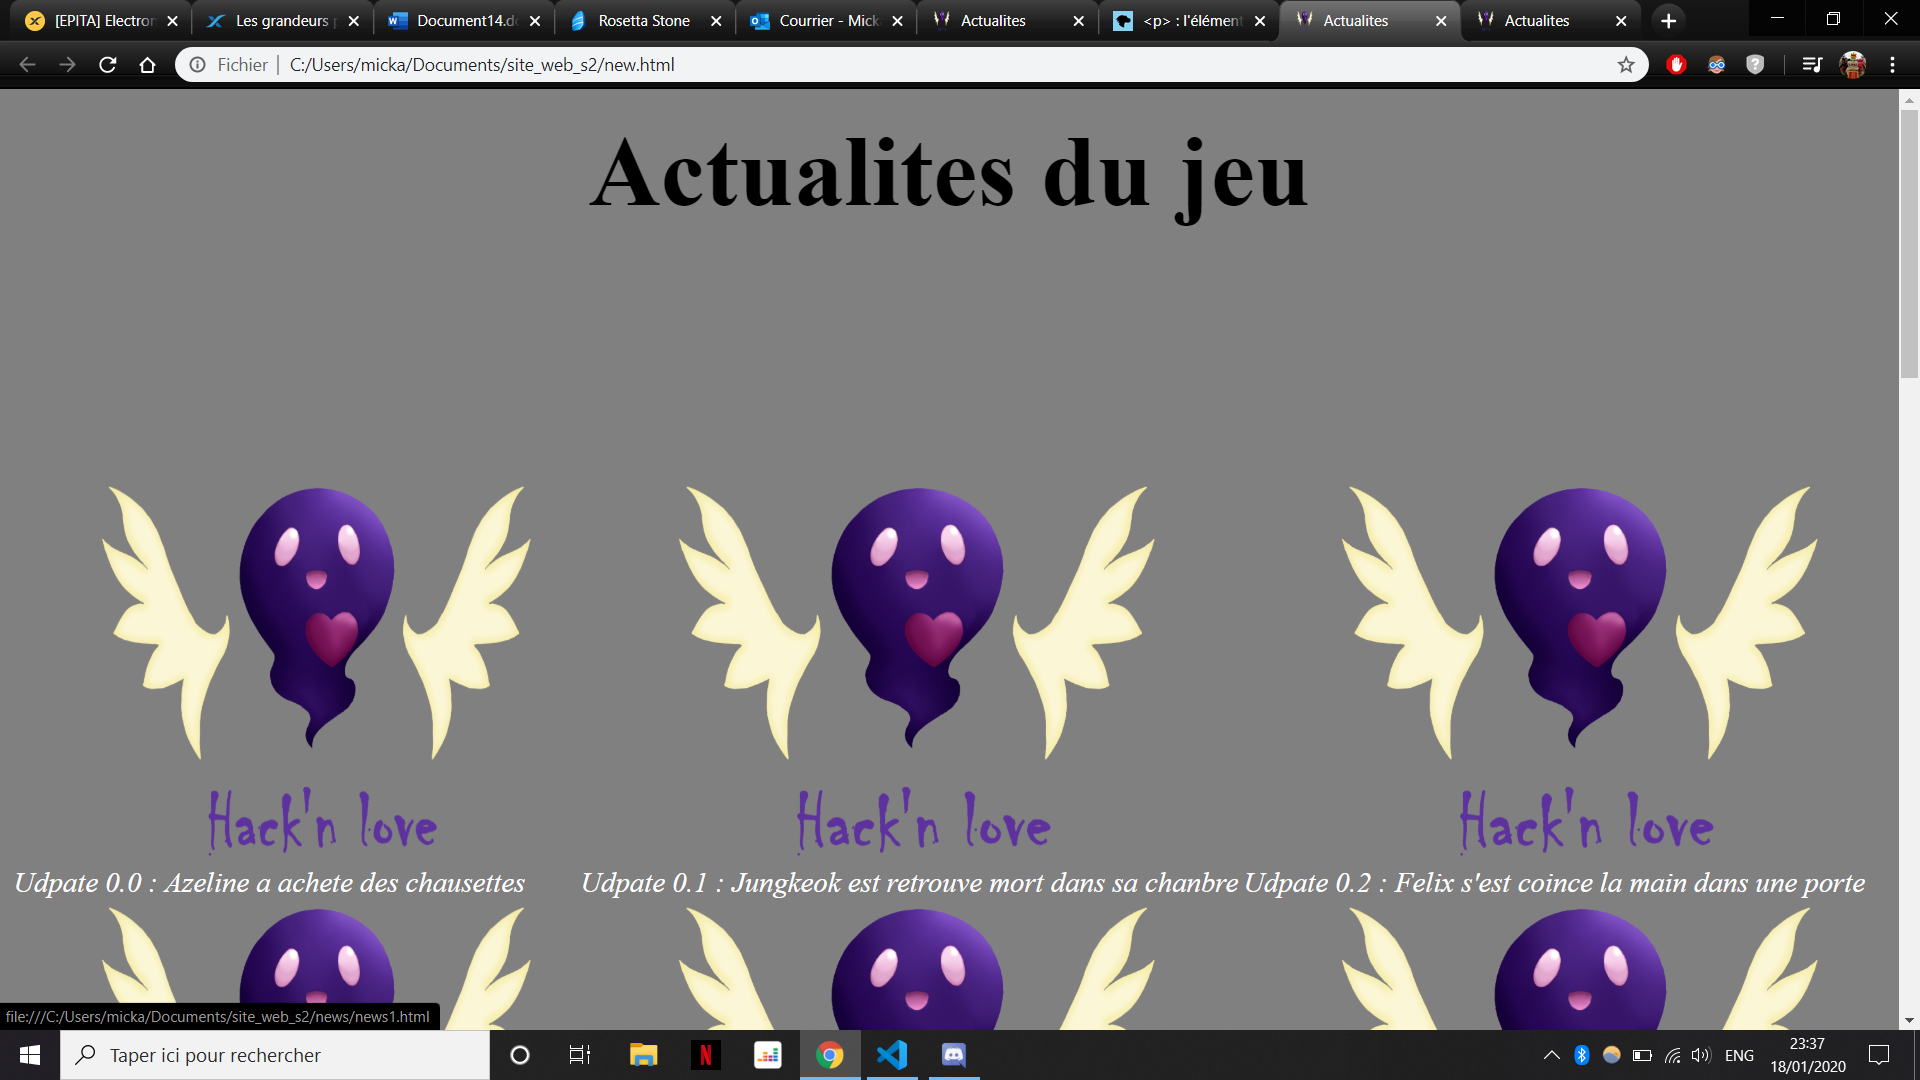 [EPITA] Electron
Les grandeurs p
Document14.do
Rosetta Stone
Courrier - Micka
Actualites
<p> : l'élément
Actualites
Actualites
Fichier
C:/Users/micka/Documents/site_web_s2/new.html
Actualites du jeu
Hack'n love
Hack'n love
Hack'n love
Udpate 0.0 : Azeline a achete des chausettes
Udpate 0.1 : Jungkeok est retrouve mort dans sa chanbre
Udpate 0.2 : Felix s'est coince la main dans une porte
file:///C:/Users/micka/Documents/site_web_s2/news/news1.html
Taper ici pour rechercher
ENG
23:37
18/01/2020